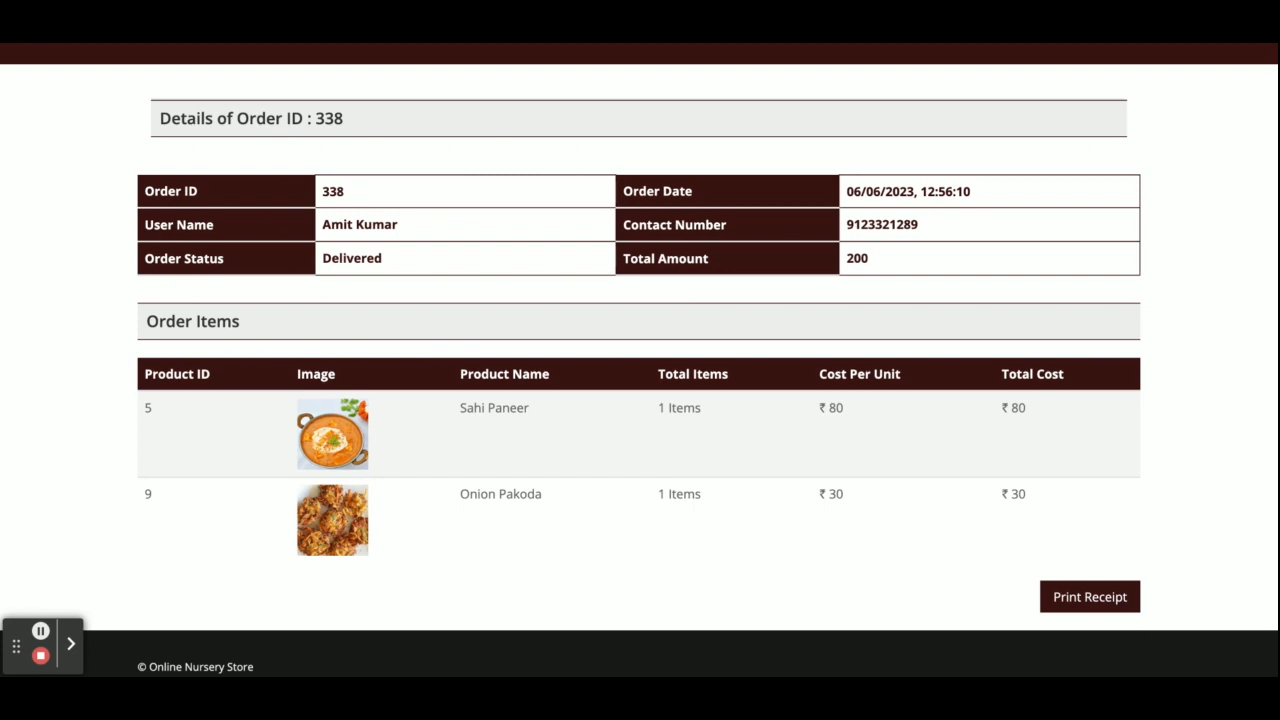 Details of Order ID : 338
Order ID 338 Order Date 06/06/2023, 12:56:10
User Name Amit Kumar Contact Number 9123321289
Order Status Delivered Total Amount 200
Order Items
Product ID Image Product Name Total Items Cost Per Unit Total Cost
5 Sahi Paneer 1 Items ₹ 80 ₹ 80
9 Onion Pakoda 1 Items ₹ 30 ₹ 30
Print Receipt
© Online Nursery Store